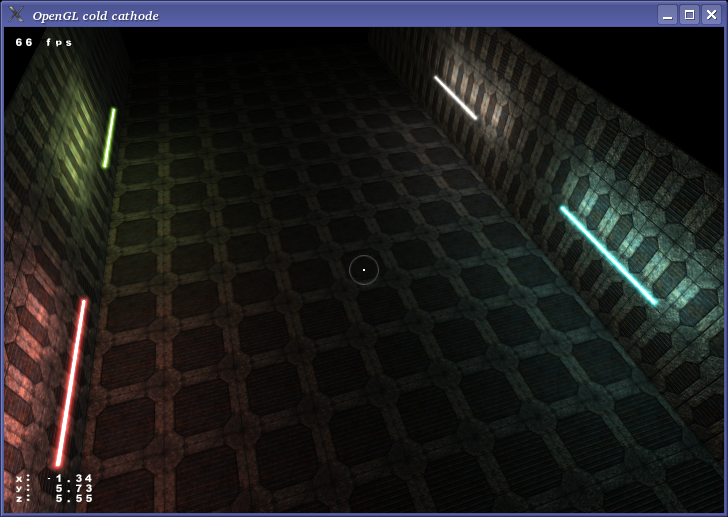 OpenGL cold cathode
66 fps
x: -1.34
y: 5.73
z: 5.55